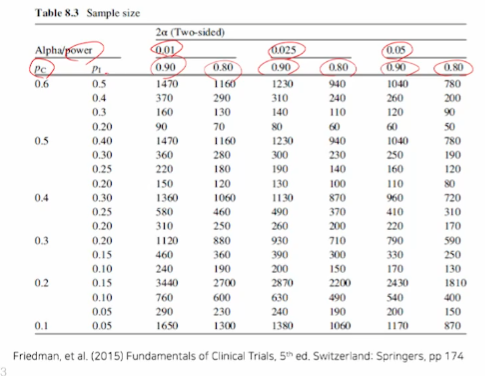 Table 8.3 Sample size
2α (Two-sided)
Alpha/power 0.01 0.025 0.05
pC pI 0.90 0.80 0.90 0.80 0.90 0.80
0.6 0.5 1470 1160 1230 940 1040 780
0.4 370 290 310 240 260 200
0.3 160 130 140 110 120 90
0.20 90 70 80 60 60 50
0.5 0.40 1470 1160 1230 940 1040 780
0.30 360 280 300 230 250 190
0.25 220 180 190 140 160 120
0.20 150 120 130 100 110 80
0.4 0.30 1360 1060 1130 870 960 720
0.25 580 460 490 370 410 310
0.20 310 250 260 200 220 170
0.3 0.20 1120 880 930 710 790 590
0.15 460 360 390 300 330 250
0.10 240 190 200 150 170 130
0.2 0.15 3440 2700 2870 2200 2430 1810
0.10 760 600 630 490 540 400
0.05 290 230 240 190 200 150
0.1 0.05 1650 1300 1380 1060 1170 870
Friedman, et al. (2015) Fundamentals of Clinical Trials, 5th ed. Switzerland: Springers, pp 174
3